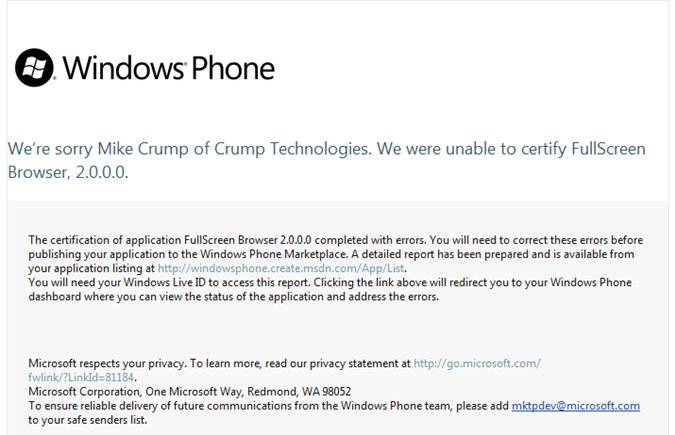 Windows® Phone
We're sorry Mike Crump of Crump Technologies. We were unable to certify FullScreen
Browser, 2.0.0.0.
The certification of application FullScreen Browser 2.0.0.0 completed with errors. You will need to correct these errors before
publishing your application to the Windows Phone Marketplace. A detailed report has been prepared and is available from
your application listing at http://windowsphone.create.msdn.com/App/List.
You will need your Windows Live ID to access this report. Clicking the link above will redirect you to your Windows Phone
dashboard where you can view the status of the application and address the errors.
Microsoft respects your privacy. To learn more, read our privacy statement at http://go.microsoft.com/
fwlink/?LinkId=81184.
Microsoft Corporation, One Microsoft Way, Redmond, WA 98052
To ensure reliable delivery of future communications from the Windows Phone team, please add mktpdev@microsoft.com
to your safe senders list.